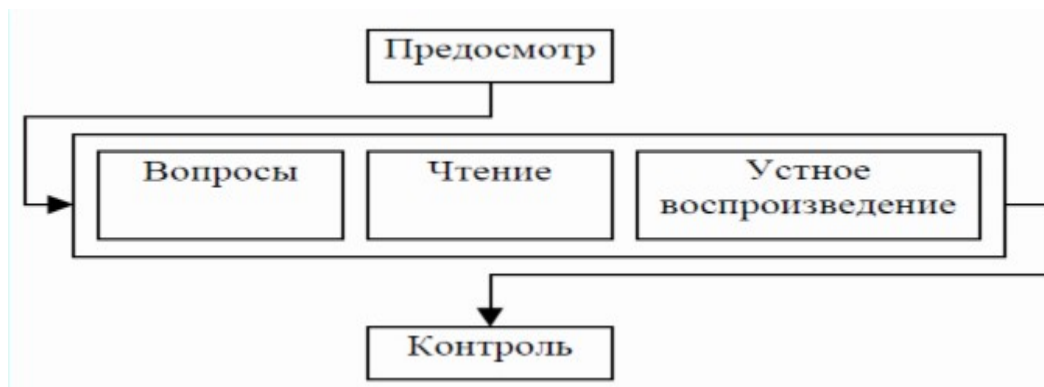 Предосмотр
Вопросы
Чтение
Устное
воспроизведение
Контроль